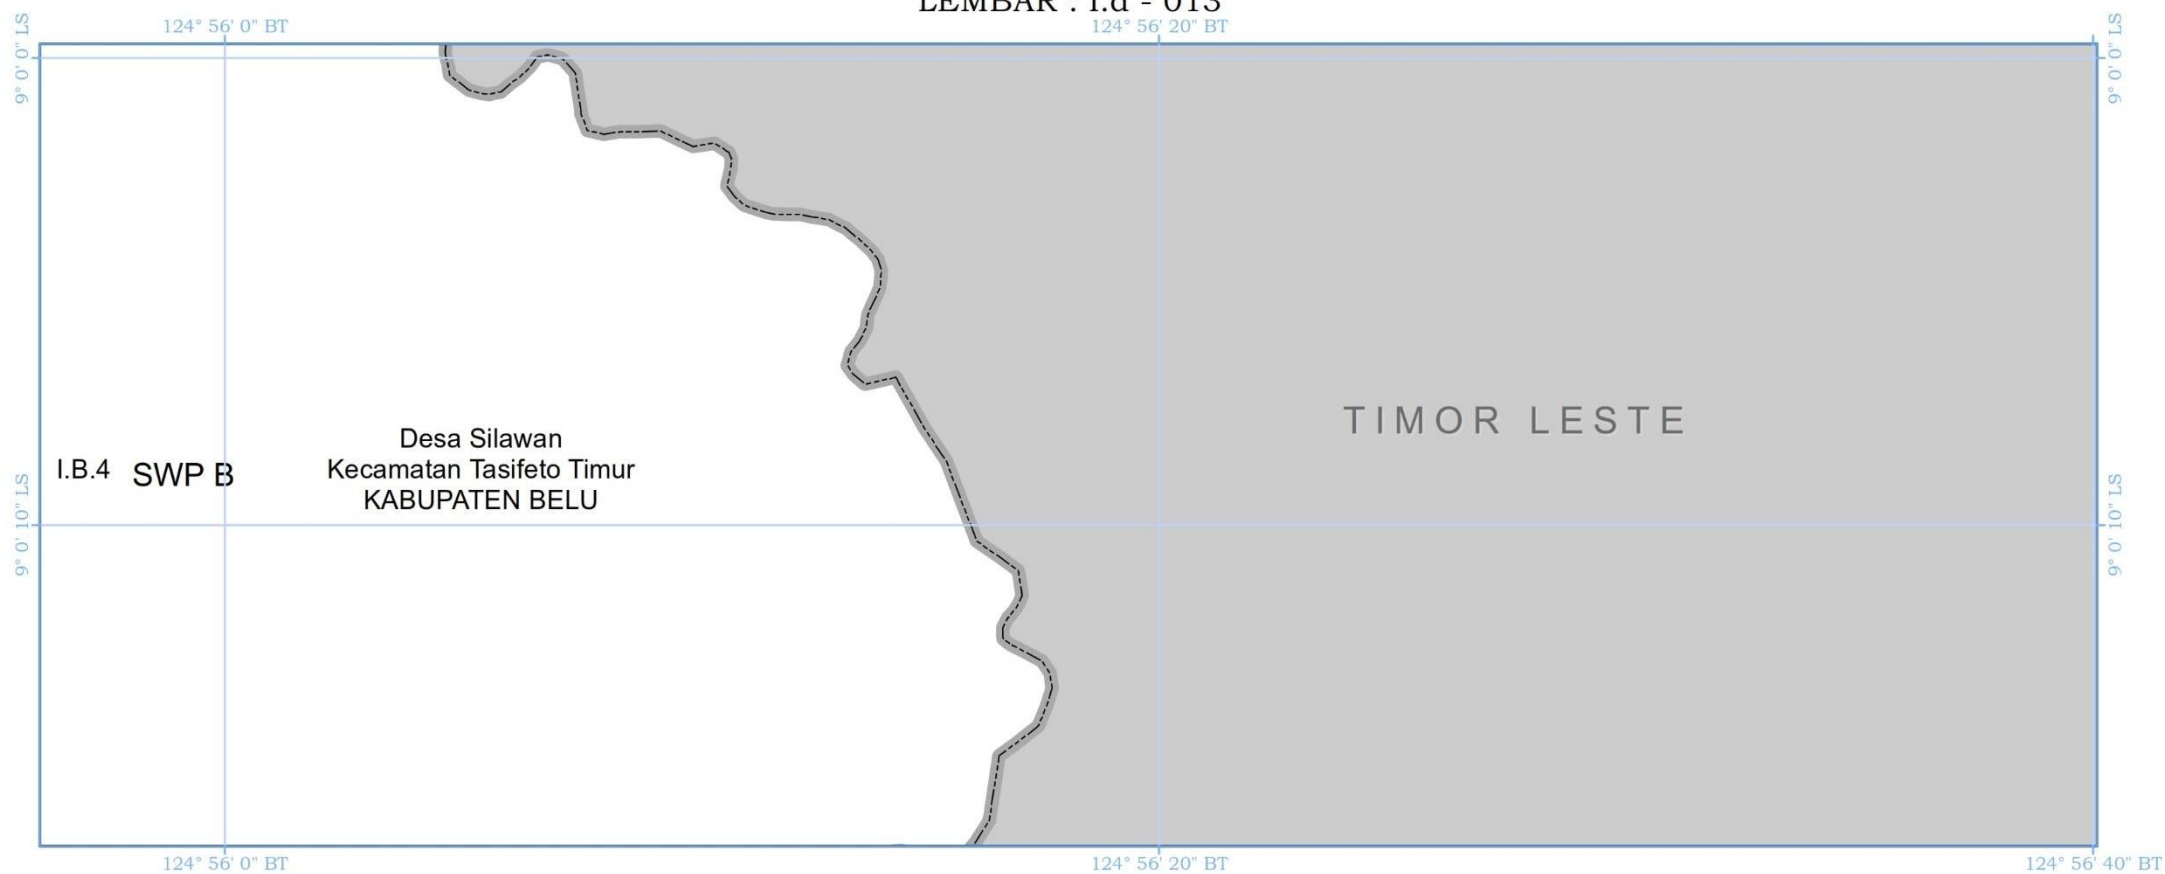 LEMBAR : I.d - 013
124° 56' 0" BT
124° 56' 20" BT
9° 0' 0" LS
9° 0' 0" LS
TIMOR LESTE
Desa Silawan
Kecamatan Tasifeto Timur
KABUPATEN BELU
I.B.4
SWP B
9° 0' 10" LS
9° 0' 10" LS
124° 56' 0" BT
124° 56' 20" BT
124° 56' 40" BT